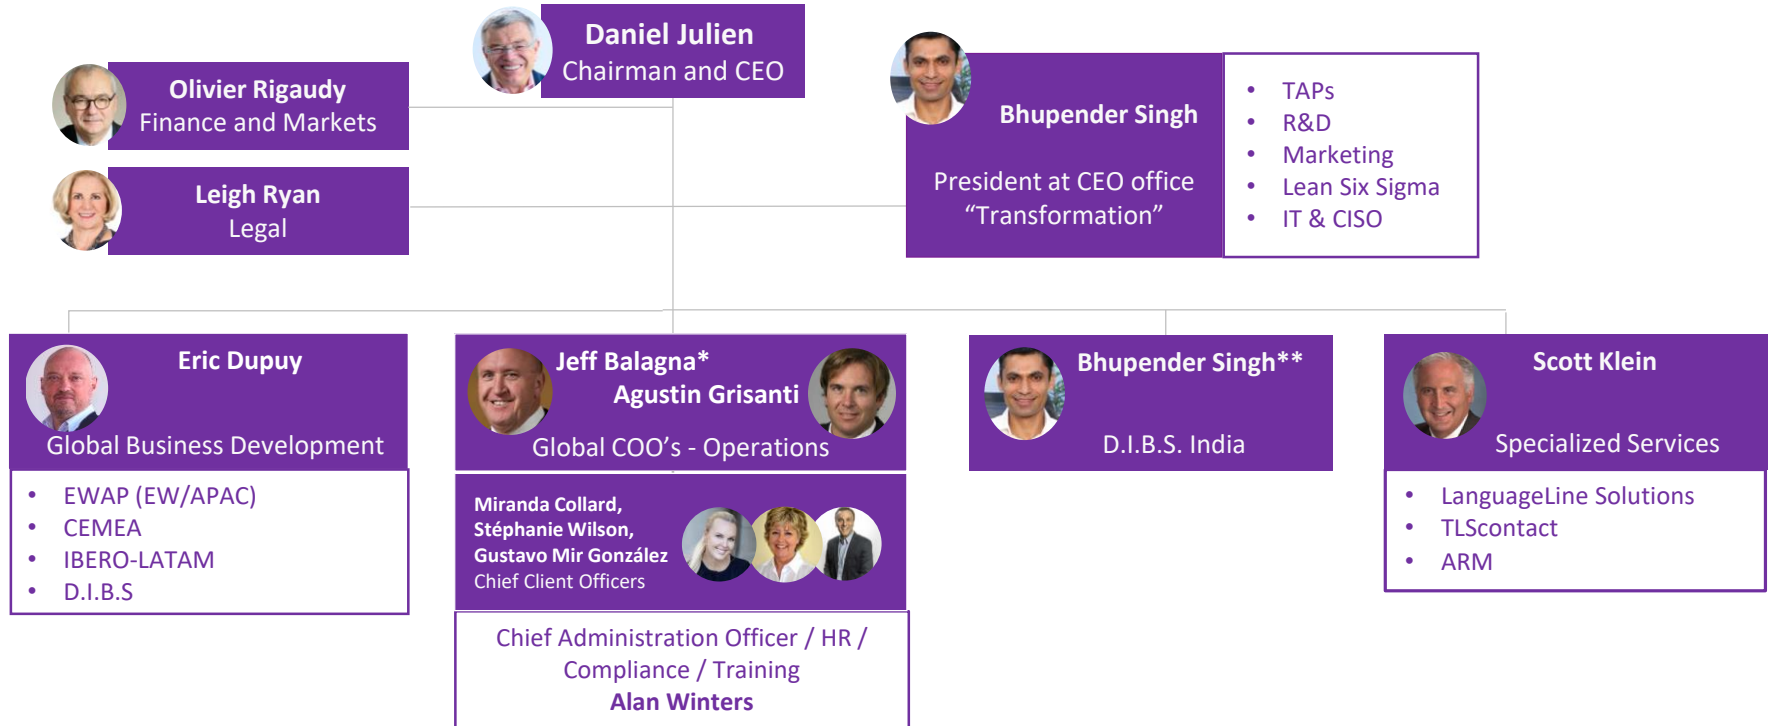 Daniel Julien
Chairman and CEO
Olivier Rigaudy
Finance and Markets
Leigh Ryan
Legal
Bhupender Singh
President at CEO office
“Transformation”
• TAPs
• R&D
• Marketing
• Lean Six Sigma
• IT & CISO
Eric Dupuy
Global Business Development
• EWAP (EW/APAC)
• CEMEA
• IBERO-LATAM
• D.I.B.S
Jeff Balagna*
Agustin Grisanti
Global COO's - Operations
Miranda Collard,
Stéphanie Wilson,
Gustavo Mir González
Chief Client Officers
Chief Administration Officer / HR /
Compliance / Training
Alan Winters
Bhupender Singh**
D.I.B.S. India
Scott Klein
Specialized Services
• LanguageLine Solutions
• TLScontact
• ARM